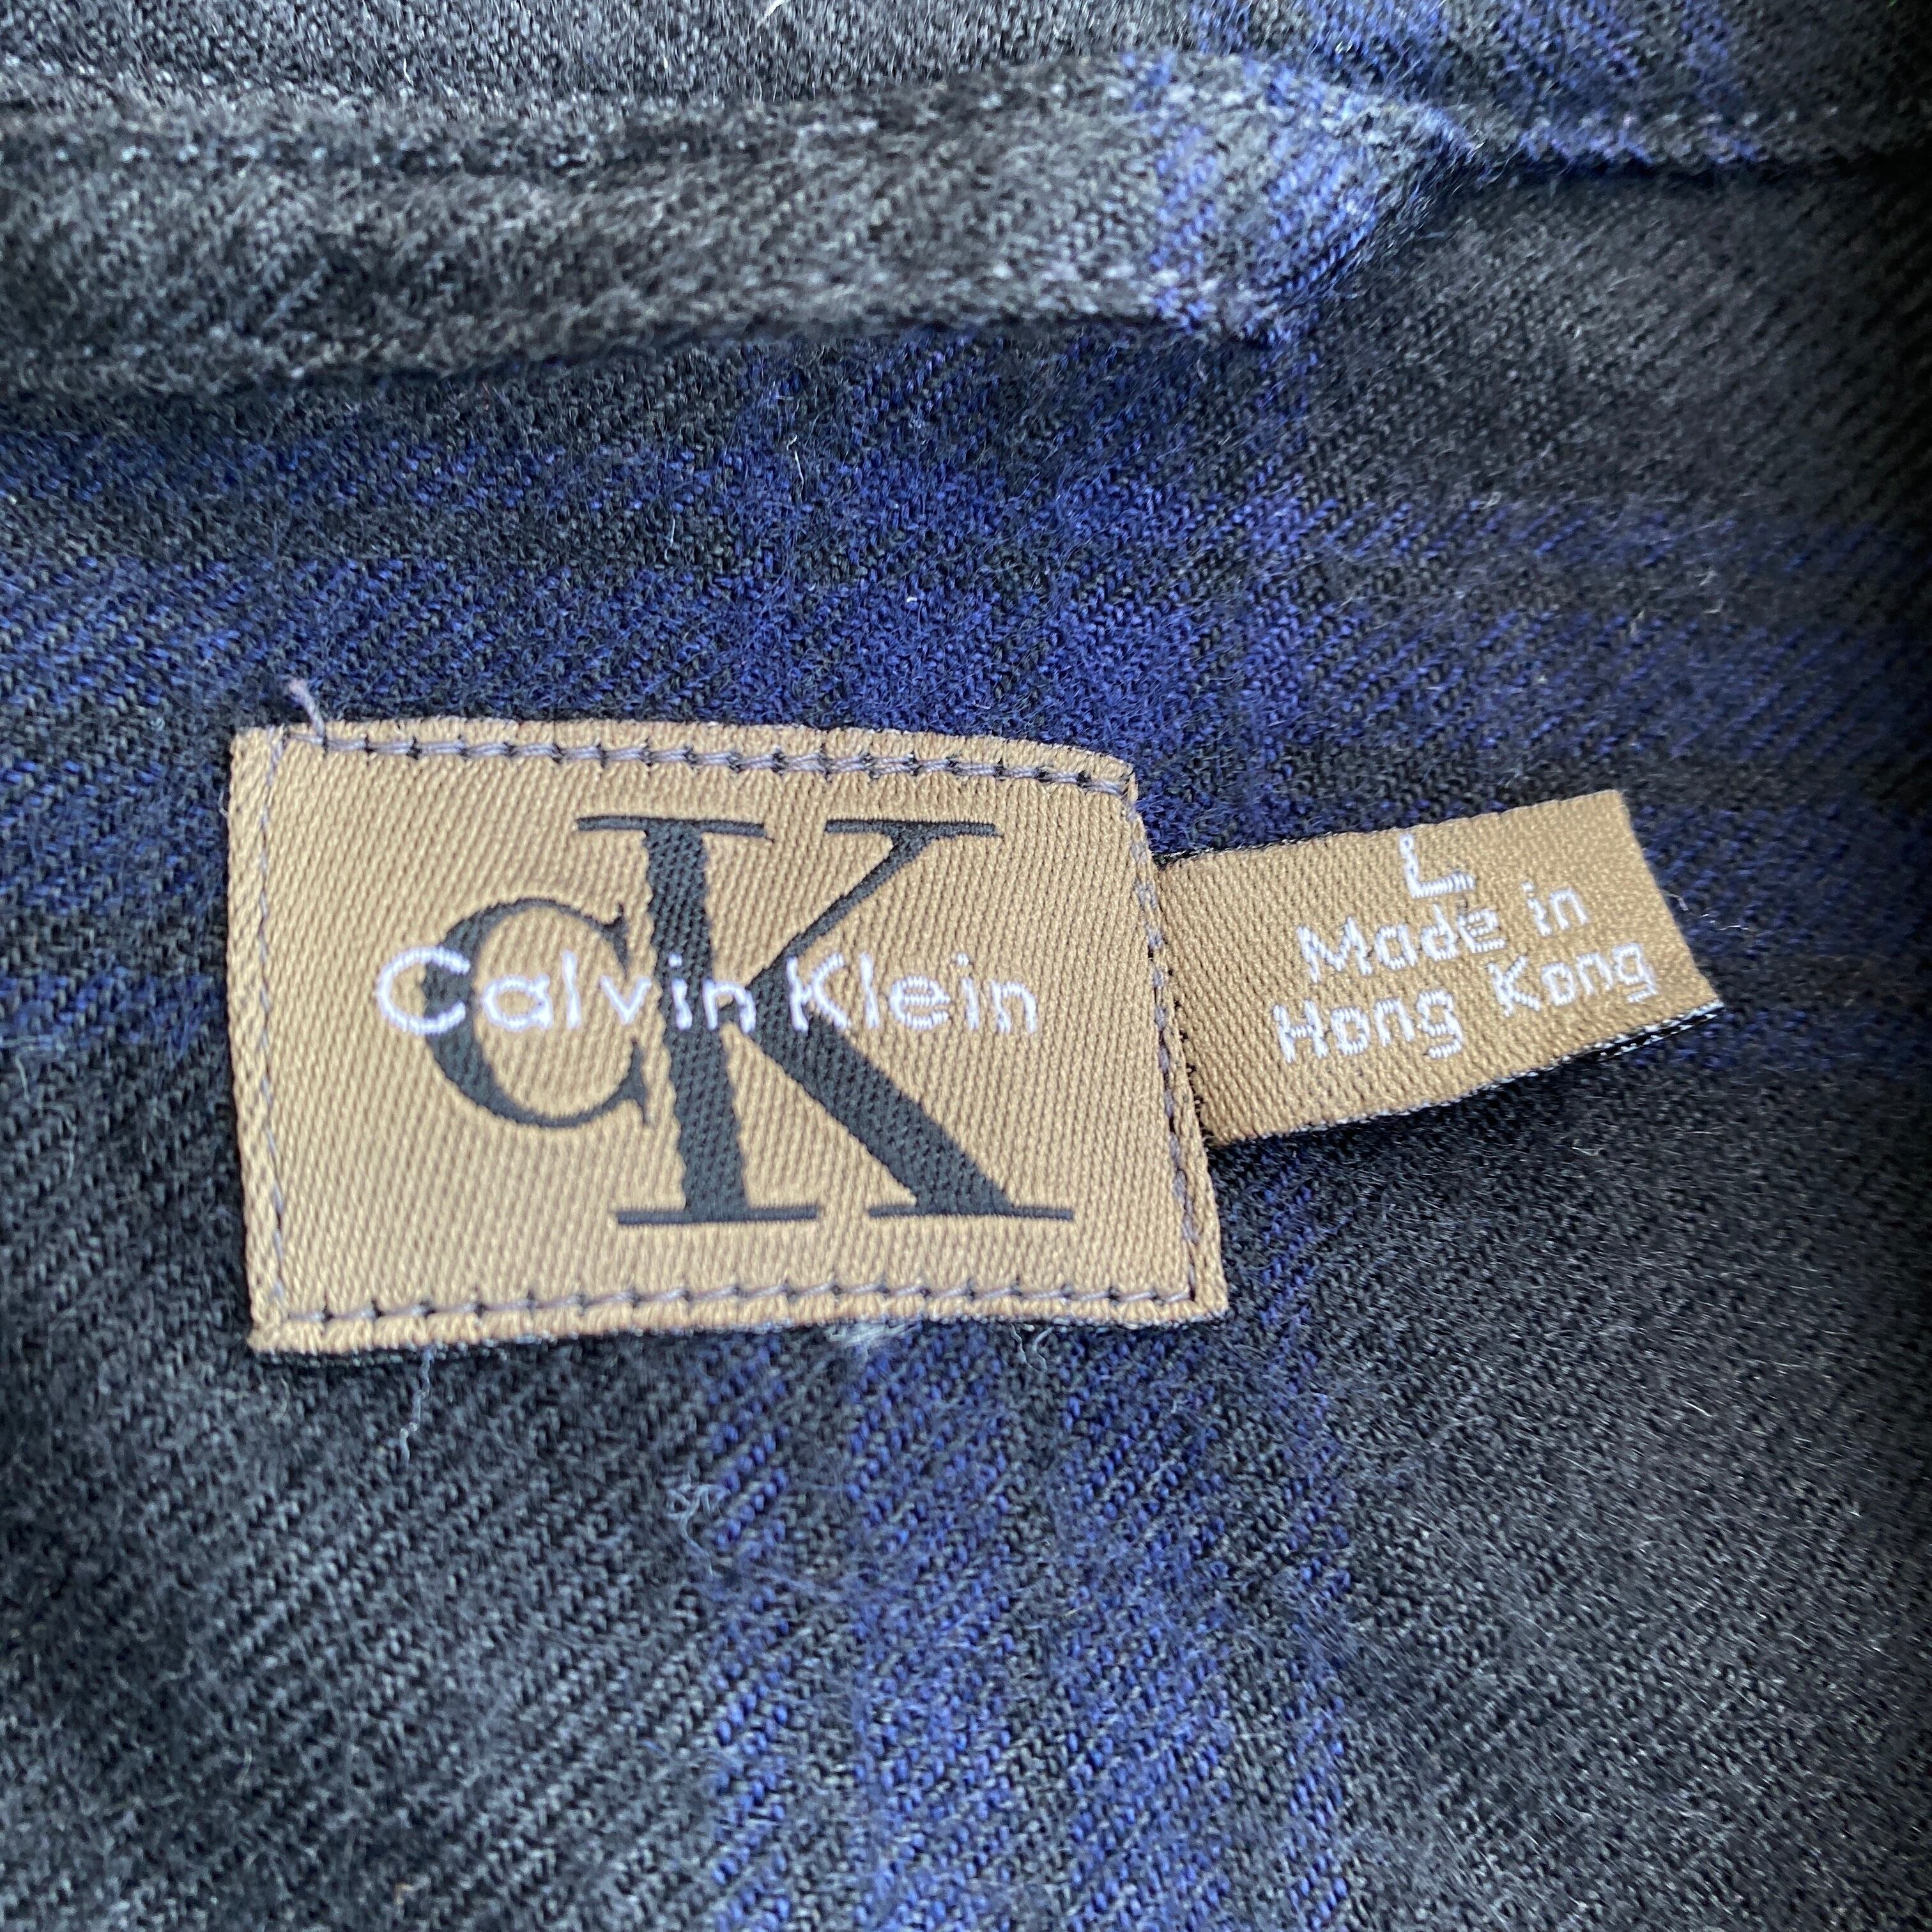 cK
Calvin Klein
L
Made in
Hong Kong